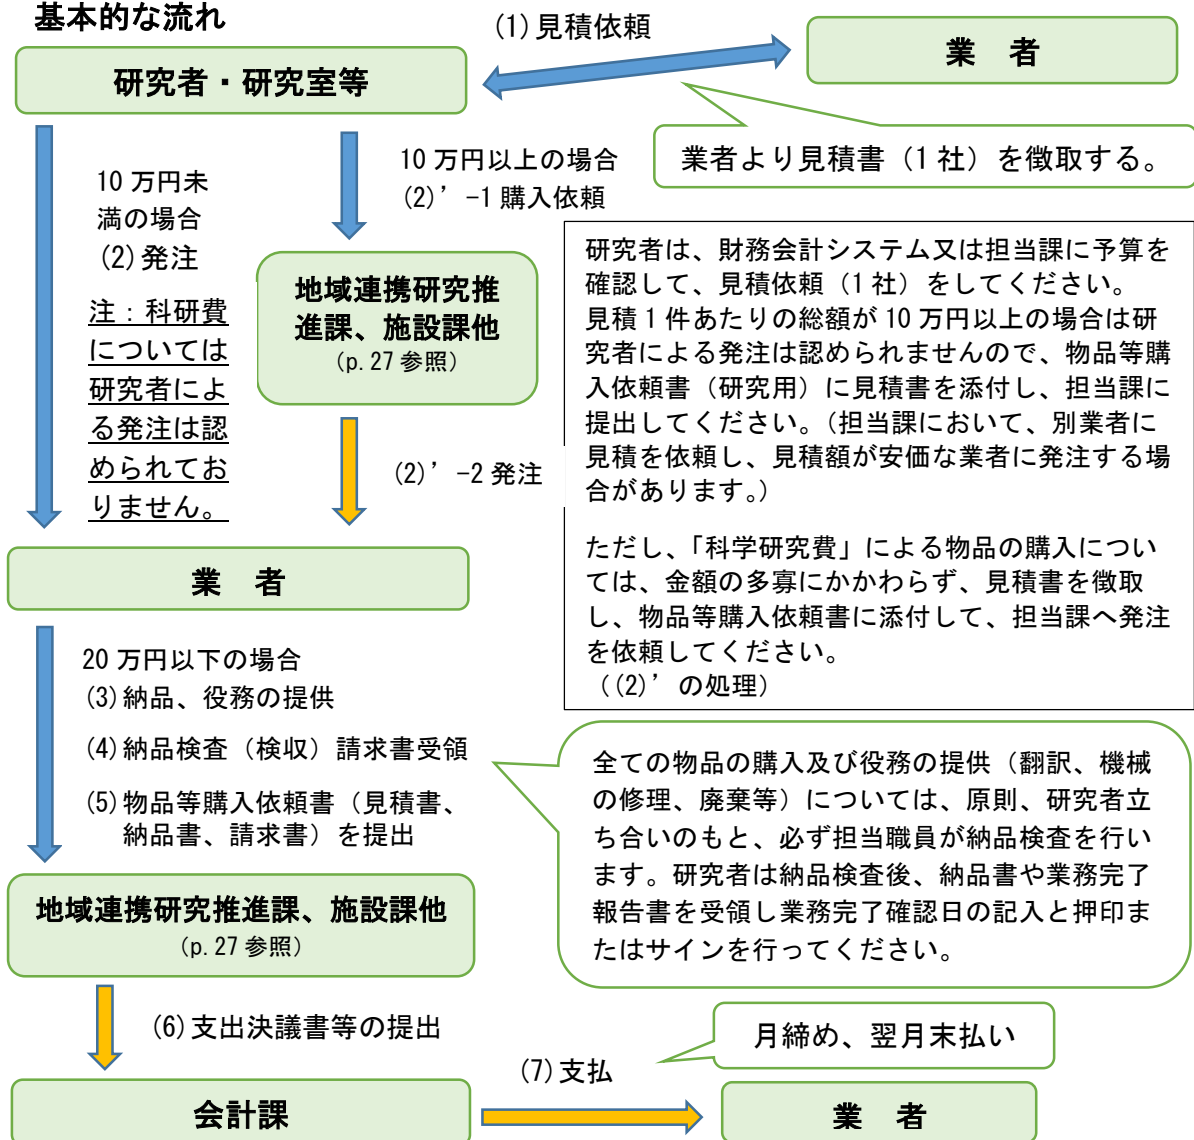 基本的な流れ
(1)見積依頼
業　者
研究者・研究室等
業者より見積書（1社）を徴取する。
10万円未
満の場合
(2)発注
注：科研費
については
研究者によ
る発注は認
められてお
りません。
10万円以上の場合
(2)’-1購入依頼
地域連携研究推
進課、施設課他
（p.27参照）
(2)’-2発注
研究者は、財務会計システム又は担当課に予算を
確認して、見積依頼（1社）をしてください。
見積1件あたりの総額が10万円以上の場合は研
究者による発注は認められませんので、物品等購
入依頼書（研究用）に見積書を添付し、担当課に
提出してください。（担当課において、別業者に
見積を依頼し、見積額が安価な業者に発注する場
合があります。）
ただし、「科学研究費」による物品の購入につい
ては、金額の多寡にかかわらず、見積書を徴取
し、物品等購入依頼書に添付して、担当課へ発注
を依頼してください。
（(2)’の処理）
業　者
20万円以下の場合
(3)納品、役務の提供
(4)納品検査（検収）請求書受領
(5)物品等購入依頼書（見積書、
納品書、請求書）を提出
全ての物品の購入及び役務の提供（翻訳、機械
の修理、廃棄等）については、原則、研究者立
ち合いのもと、必ず担当職員が納品検査を行い
ます。研究者は納品検査後、納品書や業務完了
報告書を受領し業務完了確認日の記入と押印ま
たはサインを行ってください。
地域連携研究推進課、施設課他
（p.27参照）
(6)支出決議書等の提出
月締め、翌月末払い
(7)支払
会計課
業　者